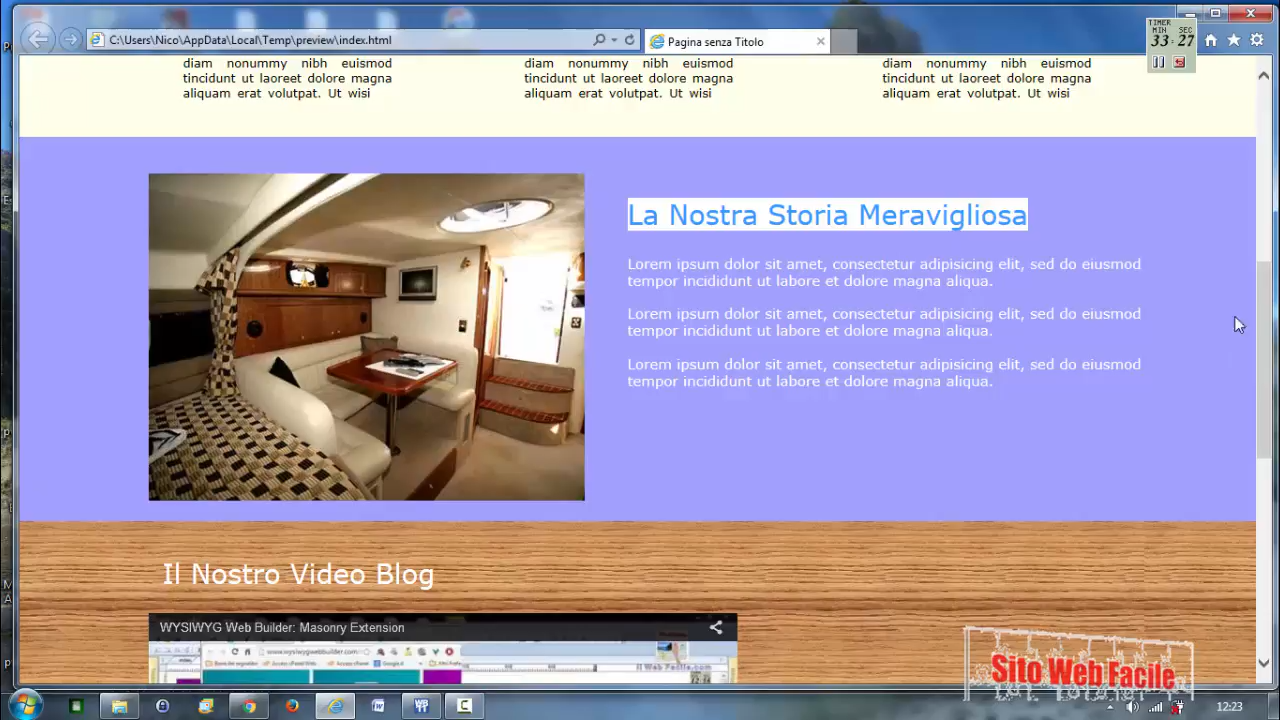 C:\Users\Nico\AppData\Local\Temp\preview\index.html
Pagina senza Titolo
TIMER
MIN SEC
33:27
diam nonummy nibh euismod
tincidunt ut laoreet dolore magna
aliquam erat volutpat. Ut wisi
diam nonummy nibh euismod
tincidunt ut laoreet dolore magna
aliquam erat volutpat. Ut wisi
diam nonummy nibh euismod
tincidunt ut laoreet dolore magna
aliquam erat volutpat. Ut wisi
La Nostra Storia Meravigliosa
Lorem ipsum dolor sit amet, consectetur adipisicing elit, sed do eiusmod
tempor incididunt ut labore et dolore magna aliqua.
Lorem ipsum dolor sit amet, consectetur adipisicing elit, sed do eiusmod
tempor incididunt ut labore et dolore magna aliqua.
Lorem ipsum dolor sit amet, consectetur adipisicing elit, sed do eiusmod
tempor incididunt ut labore et dolore magna aliqua.
Il Nostro Video Blog
WYSIWYG Web Builder: Masonry Extension
www.wysiwygwebbuilder.com
Il Web Facile.com
Sito Web Facile
12:23